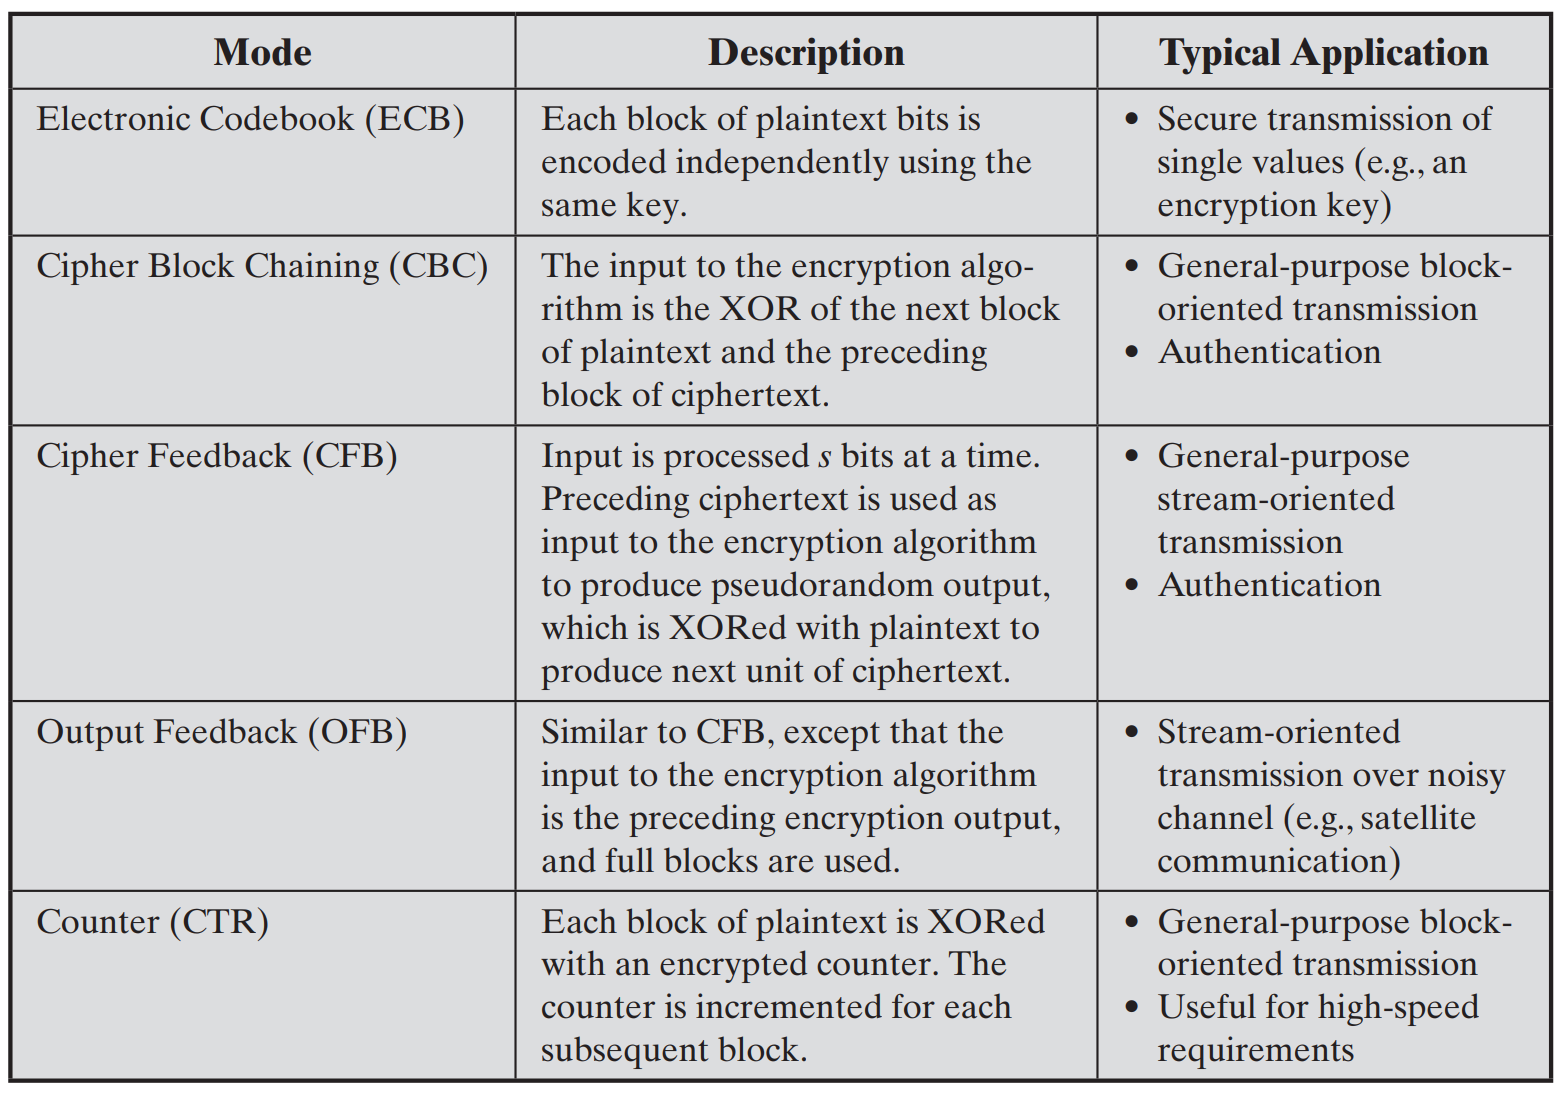 Mode
Description
Typical Application
Electronic Codebook (ECB)
Each block of plaintext bits is
encoded independently using the
same key.
• Secure transmission of
single values (e.g., an
encryption key)
Cipher Block Chaining (CBC)
The input to the encryption algo-
rithm is the XOR of the next block
of plaintext and the preceding
block of ciphertext.
• General-purpose block-
oriented transmission
• Authentication
Cipher Feedback (CFB)
Input is processed s bits at a time.
Preceding ciphertext is used as
input to the encryption algorithm
to produce pseudorandom output,
which is XORed with plaintext to
produce next unit of ciphertext.
• General-purpose
stream-oriented
transmission
• Authentication
Output Feedback (OFB)
Similar to CFB, except that the
input to the encryption algorithm
is the preceding encryption output,
and full blocks are used.
• Stream-oriented
transmission over noisy
channel (e.g., satellite
communication)
Counter (CTR)
Each block of plaintext is XORed
with an encrypted counter. The
counter is incremented for each
subsequent block.
• General-purpose block-
oriented transmission
• Useful for high-speed
requirements